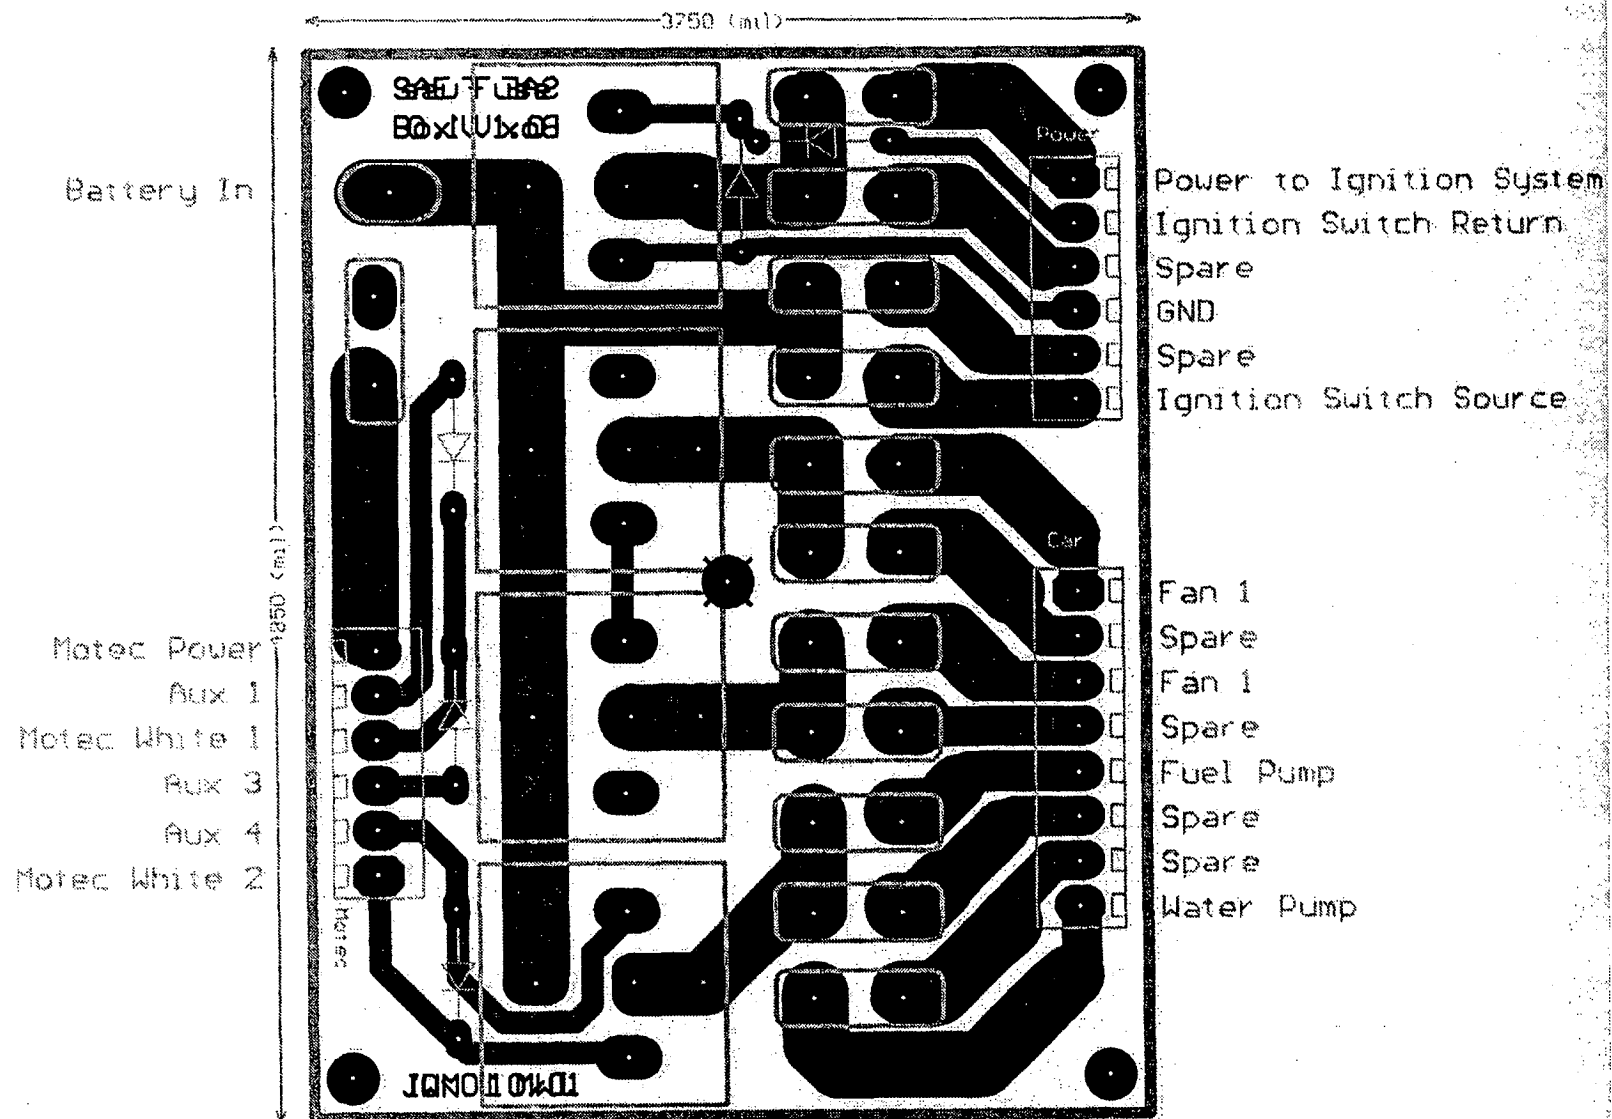 3750 (mil)
Power
Battery In
Power to Ignition System
Ignition Switch Return
Spare
GND
Spare
Ignition Switch Source
Car
Fan 1
Spare
Fan 1
Spare
Fuel Pump
Spare
Spare
Water Pump
Motec Power
Aux 1
Motec White 1
Aux 3
Aux 4
Motec White 2
Motec